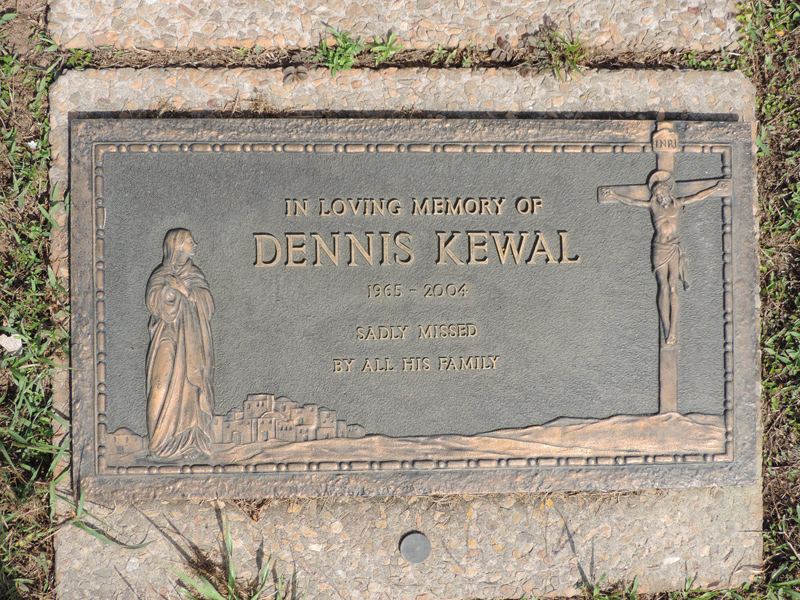 INRI
IN LOVING MEMORY OF
DENNIS KEWAL
1965 - 2004
SADLY MISSED
BY ALL HIS FAMILY